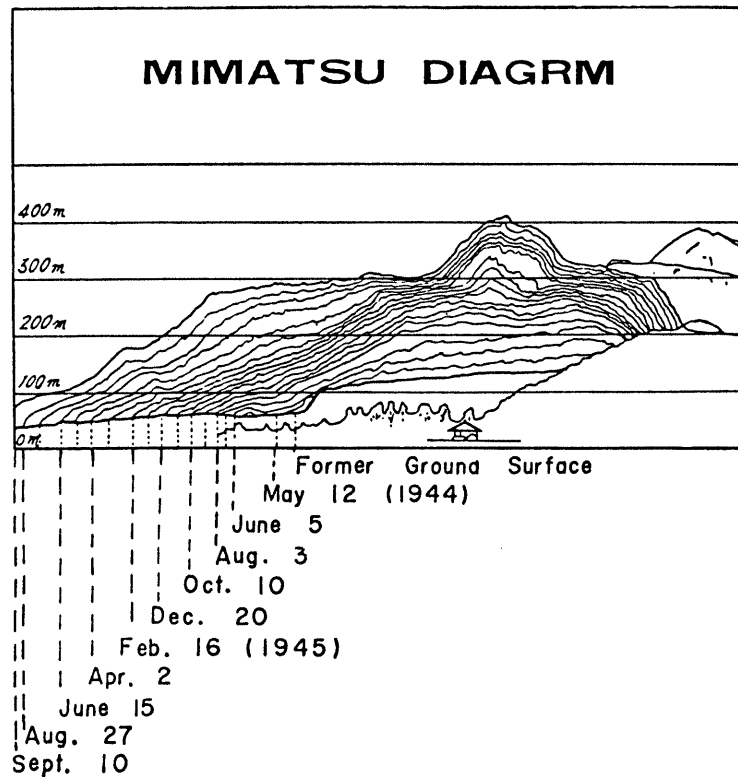 MIMATSU DIAGRM
400m
300m
200m
100m
0m.
Former Ground Surface
May 12 (1944)
June 5
Aug. 3
Oct. 10
Dec. 20
Feb. 16 (1945)
Apr. 2
June 15
Aug. 27
Sept. 10